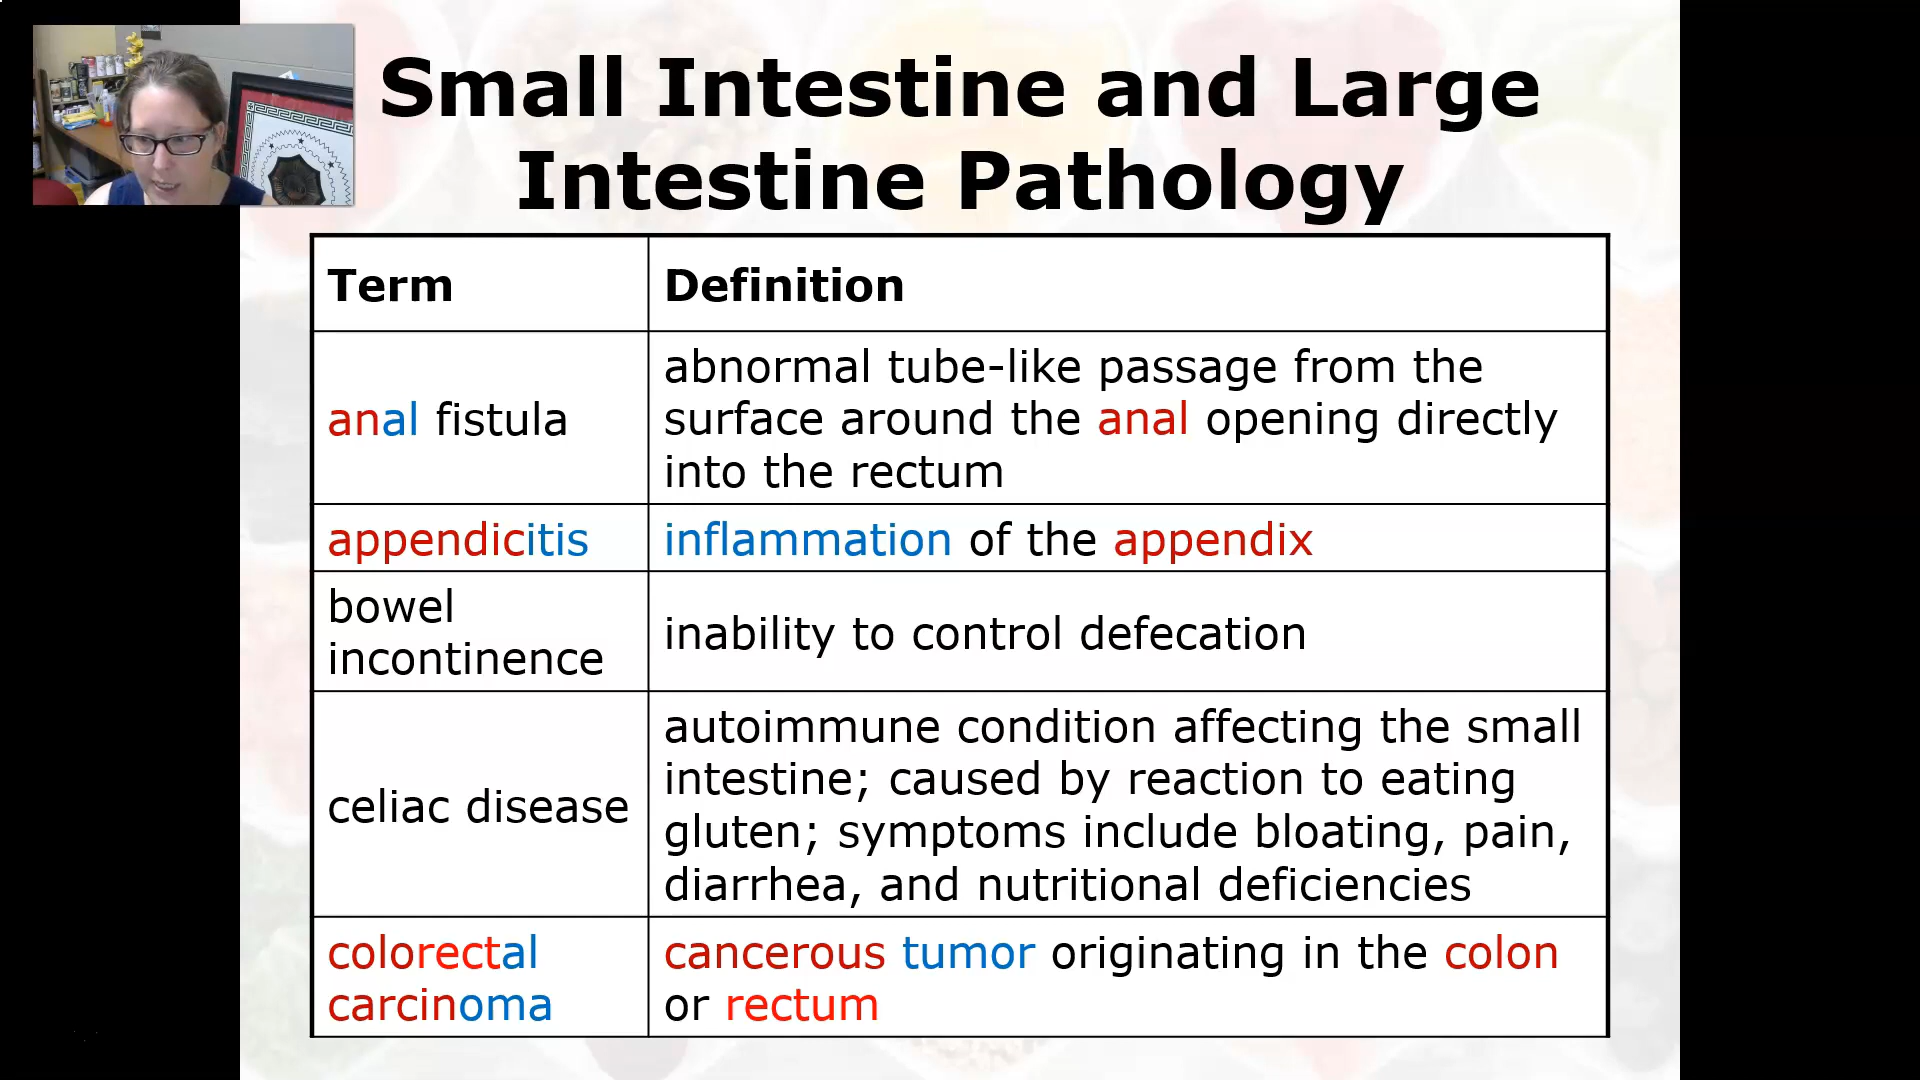 Small Intestine and Large
Intestine Pathology
Term
Definition
anal fistula
abnormal tube-like passage from the
surface around the anal opening directly
into the rectum
appendicitis
inflammation of the appendix
bowel
incontinence
inability to control defecation
celiac disease
autoimmune condition affecting the small
intestine; caused by reaction to eating
gluten; symptoms include bloating, pain,
diarrhea, and nutritional deficiencies
colorectal
carcinoma
cancerous tumor originating in the colon
or rectum